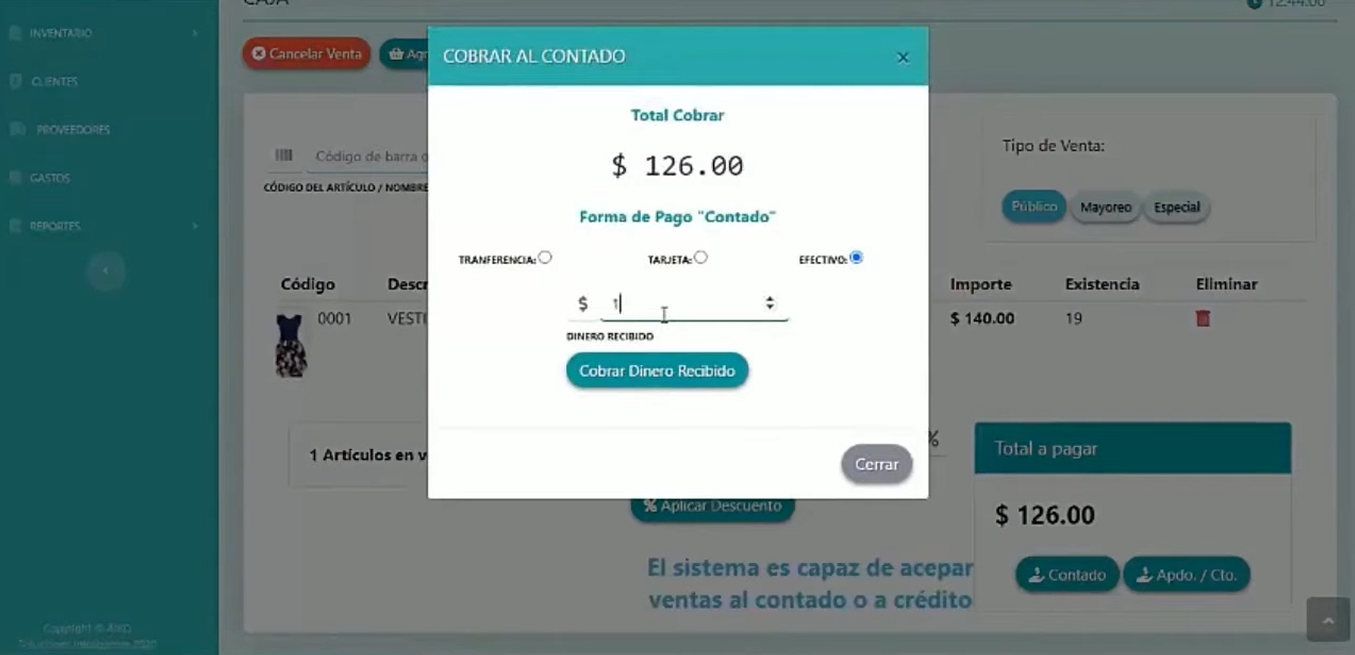 CAJA
12:44:00
INVENTARIO
CLIENTES
PROVEEDORES
GASTOS
REPORTES
Cancelar Venta
Agr
COBRAR AL CONTADO
×
Total Cobrar
$ 126.00
Forma de Pago "Contado"
TRANFERENCIA:
TARJETA:
EFECTIVO:
$ 1
DINERO RECIBIDO
Cobrar Dinero Recibido
Cerrar
Código de barra o
CÓDIGO DEL ARTÍCULO / NOMBRE
Tipo de Venta:
Público Mayoreo Especial
Código Descr Importe Existencia Eliminar
0001 VESTI $ 140.00 19
1 Artículos en v
%
Aplicar Descuento
Total a pagar
$ 126.00
Contado Apdo. / Cto.
El sistema es capaz de acepar
ventas al contado o a crédito
Copyright ©